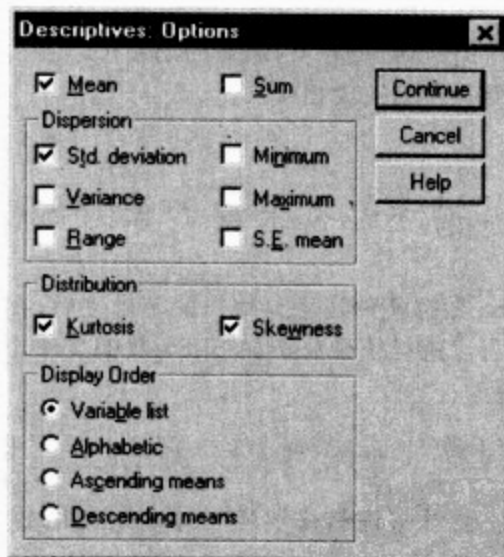 Descriptives: Options
Mean
Sum
Continue
Dispersion
Cancel
Std. deviation
Minimum
Help
Variance
Maximum
Range
S.E. mean
Distribution
Kurtosis
Skewness
Display Order
Variable list
Alphabetic
Ascending means
Descending means